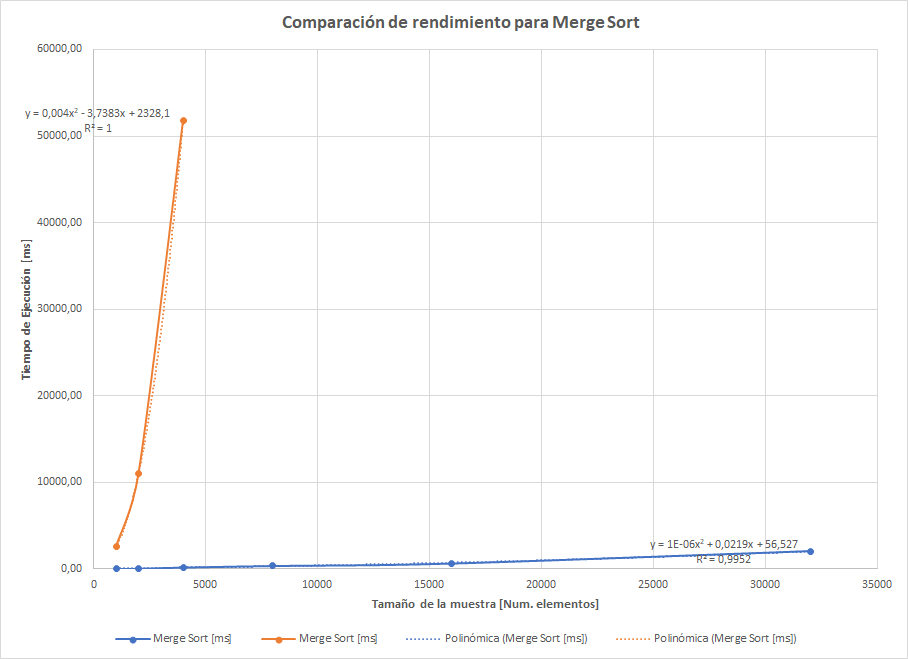 Comparación de rendimiento para Merge Sort
60000,00
y = 0,004x² - 3,7383x + 2328,1
R² = 1
50000,00
40000,00
30000,00
20000,00
10000,00
0,00
Tiempo de Ejecución [ms]
y = 1E-06x² + 0,0219x + 56,527
R² = 0,9952
0 5000 10000 15000 20000 25000 30000 35000
Tamaño de la muestra [Num. elementos]
Merge Sort [ms] Merge Sort [ms] Polinómica (Merge Sort [ms]) Polinómica (Merge Sort [ms])